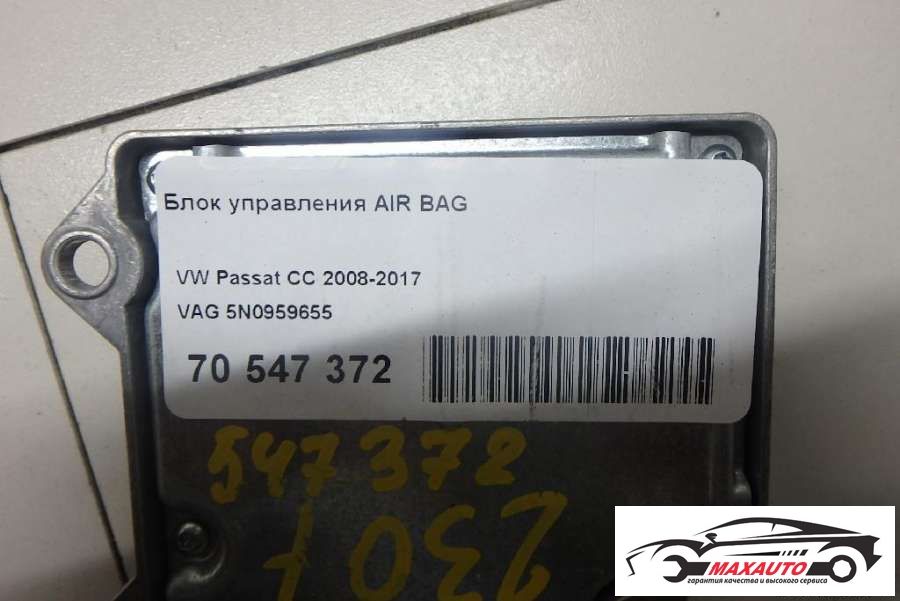 Блок управления AIR BAG
VW Passat CC 2008-2017
VAG 5N0959655
70 547 372
547 372
230
MAXAUTO
гарантия качества и высокого сервиса